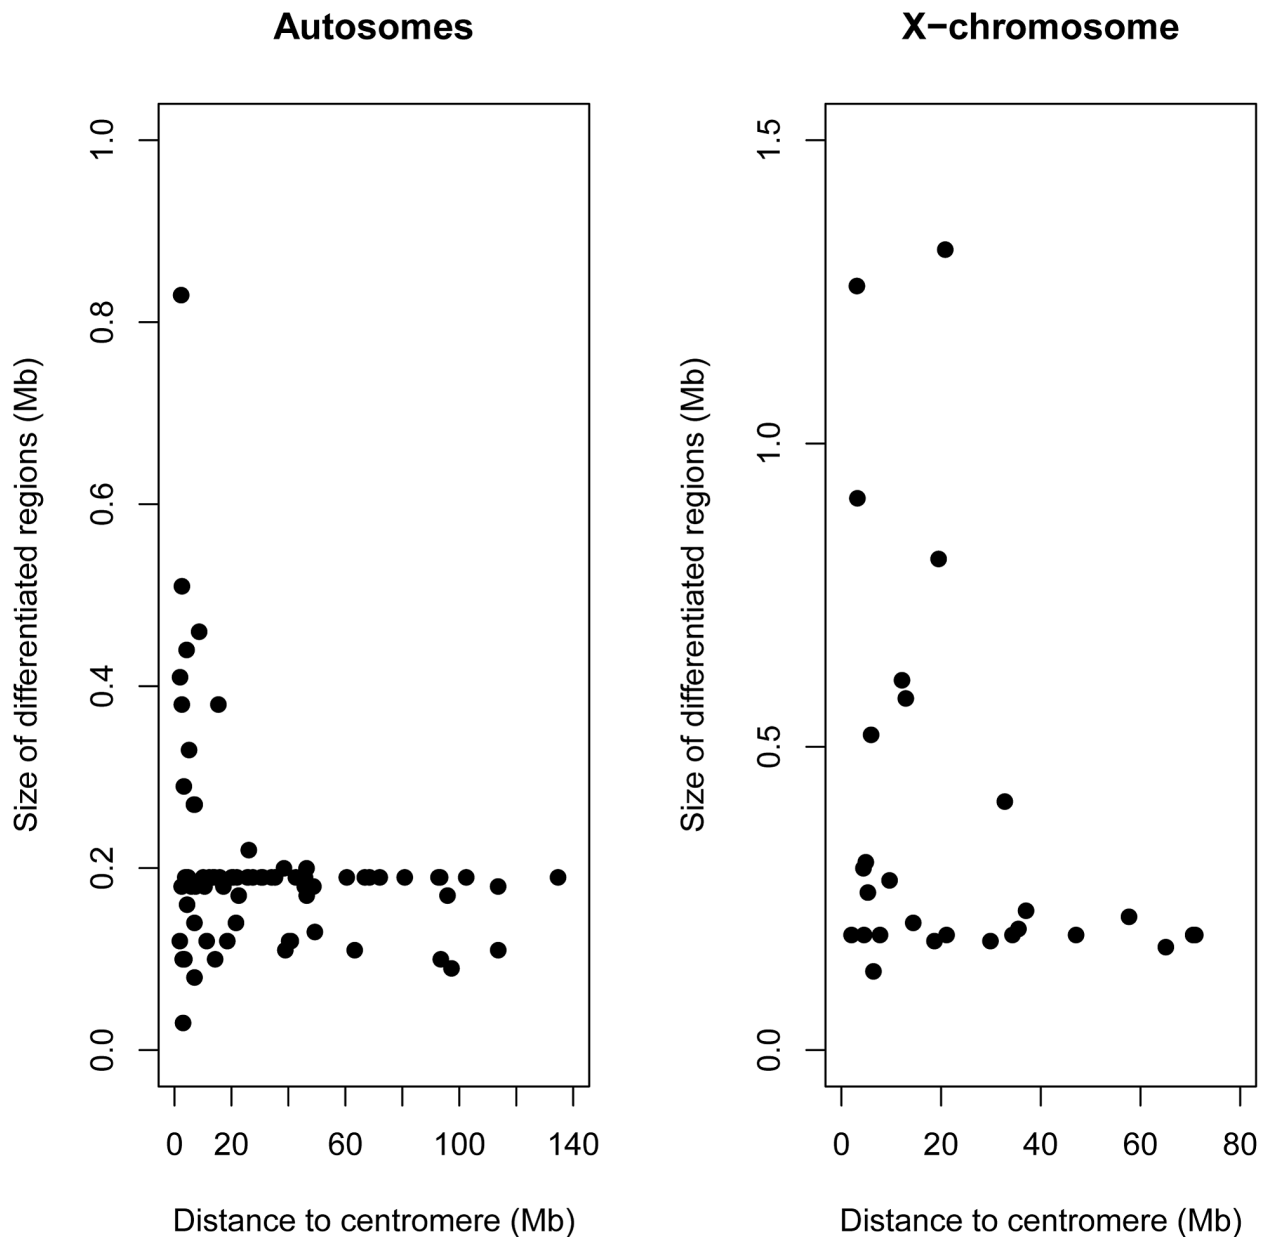 Autosomes
Size of differentiated regions (Mb)
1.0
0.8
0.6
0.4
0.2
0.0
0 20 60 100 140
Distance to centromere (Mb)
X−chromosome
Size of differentiated regions (Mb)
1.5
1.0
0.5
0.0
0 20 40 60 80
Distance to centromere (Mb)